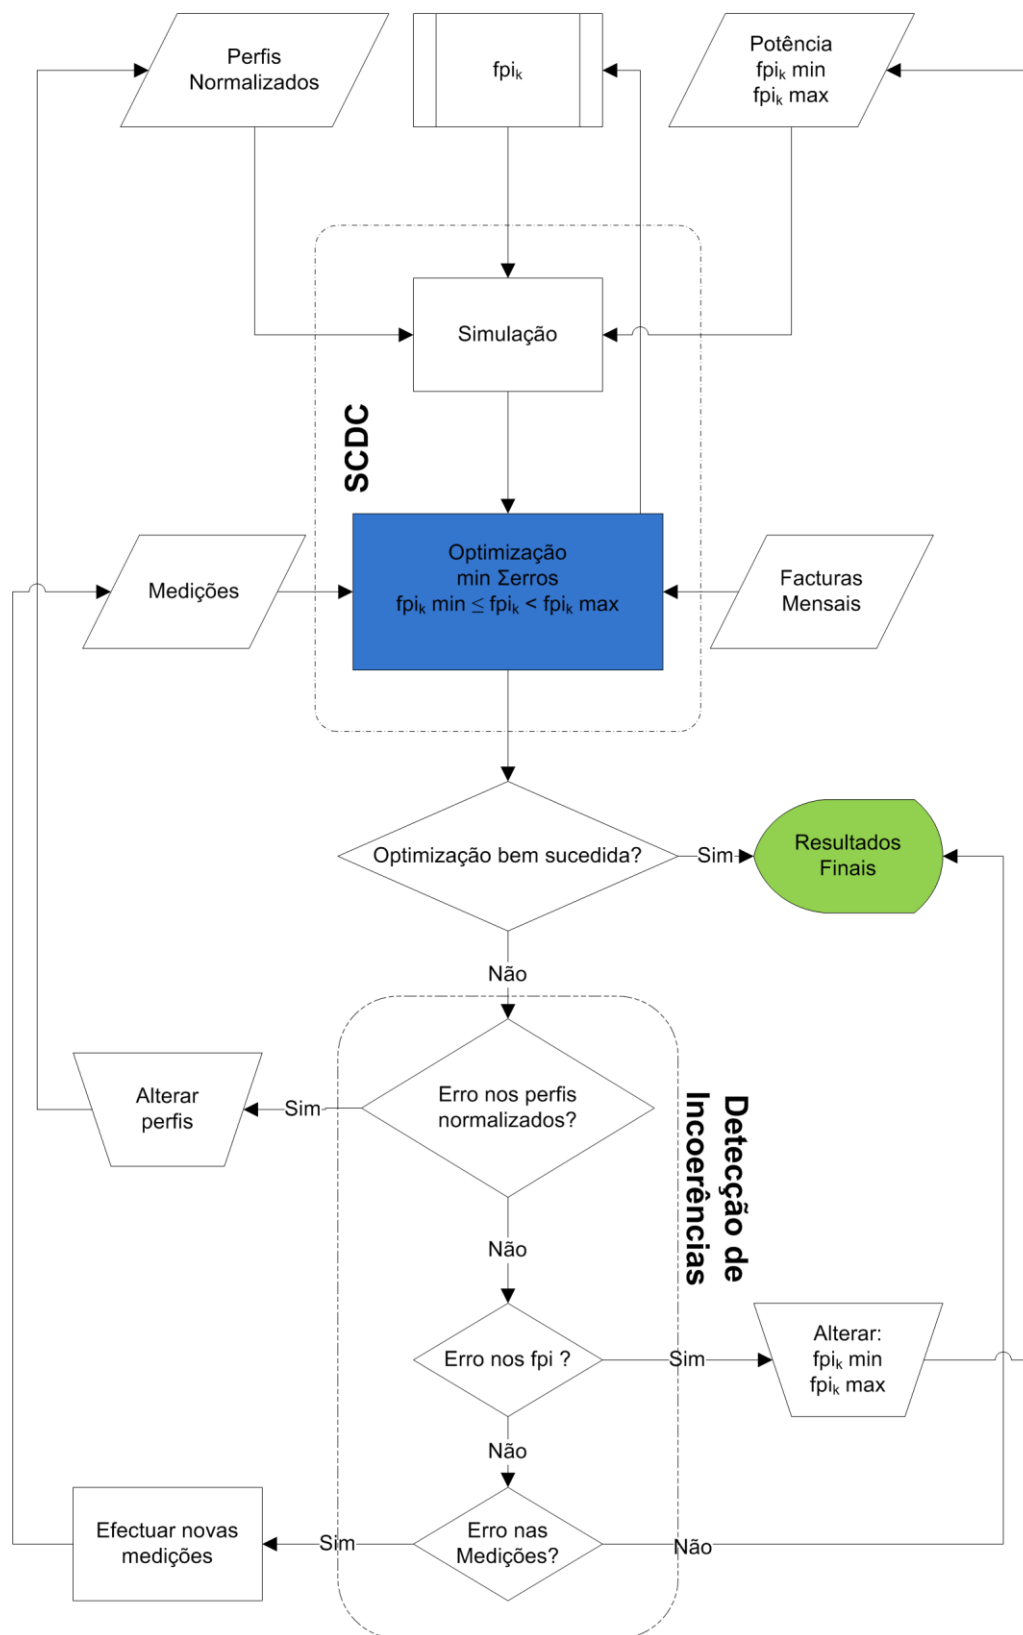 Perfis
Normalizados
fpiₖ
Potência
fpiₖ min
fpiₖ max
Simulação
SCDC
Medições
Optimização
min Σerros
fpiₖ min ≤ fpiₖ < fpiₖ max
Facturas
Mensais
Optimização bem sucedida?
Sim
Resultados
Finais
Não
Erro nos perfis
normalizados?
Sim
Alterar
perfis
Detecção de
Incoerências
Não
Erro nos fpi ?
Sim
Alterar:
fpiₖ min
fpiₖ max
Não
Erro nas
Medições?
Sim
Efectuar novas
medições
Não